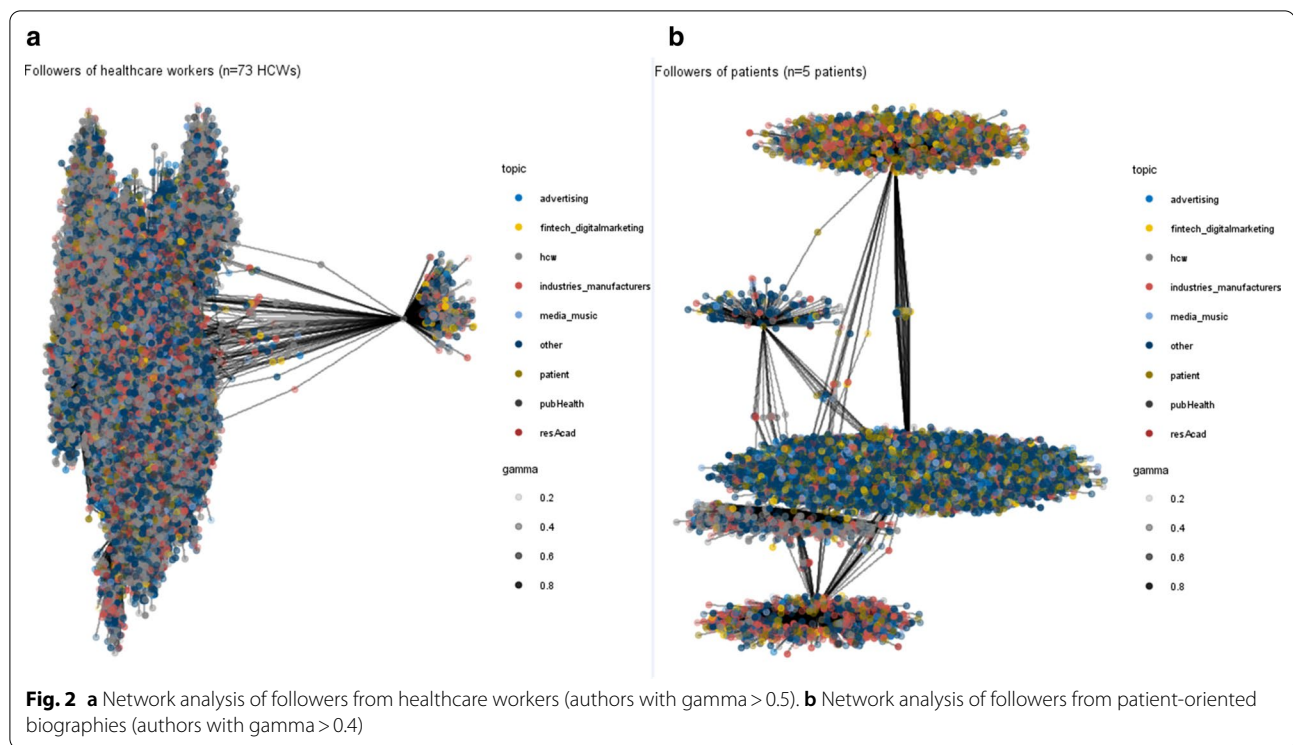 a
Followers of healthcare workers (n=73 HCWs)
topic
advertising
fintech_digitalmarketing
hcw
industries_manufacturers
media_music
other
patient
pubHealth
resAcad
gamma
0.2
0.4
0.6
0.8
b
Followers of patients (n=5 patients)
topic
advertising
fintech_digitalmarketing
hcw
industries_manufacturers
media_music
other
patient
pubHealth
resAcad
gamma
0.2
0.4
0.6
0.8
Fig. 2 a Network analysis of followers from healthcare workers (authors with gamma > 0.5). b Network analysis of followers from patient-oriented
biographies (authors with gamma > 0.4)